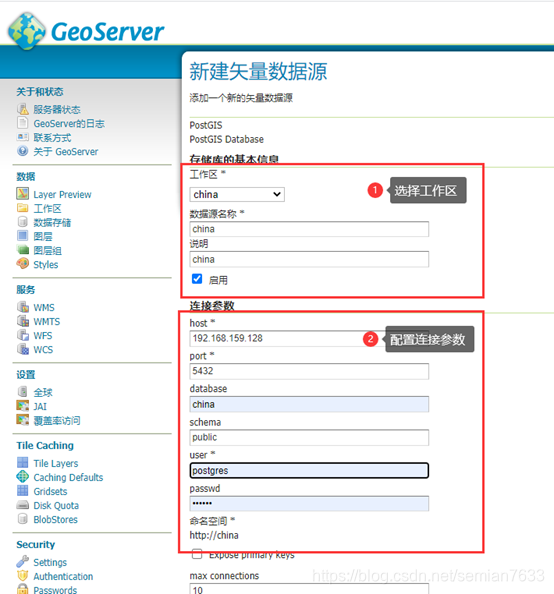 GeoServer
关于和状态
服务器状态
GeoServer的日志
联系方式
关于 GeoServer
数据
Layer Preview
工作区
数据存储
图层
图层组
Styles
服务
WMS
WMTS
WFS
WCS
设置
全球
JAI
覆盖率访问
Tile Caching
Tile Layers
Caching Defaults
Gridsets
Disk Quota
BlobStores
Security
Settings
Authentication
Passwords
新建矢量数据源
添加一个新的矢量数据源
PostGIS
PostGIS Database
存储库的基本信息
工作区 *
china
1 选择工作区
数据源名称 *
china
说明
china
启用
连接参数
host *
192.168.159.128
2 配置连接参数
port *
5432
database
china
schema
public
user *
postgres
passwd
••••••
命名空间 *
http://china
Expose primary keys
max connections
10
https://blog.csdn.net/semian7633